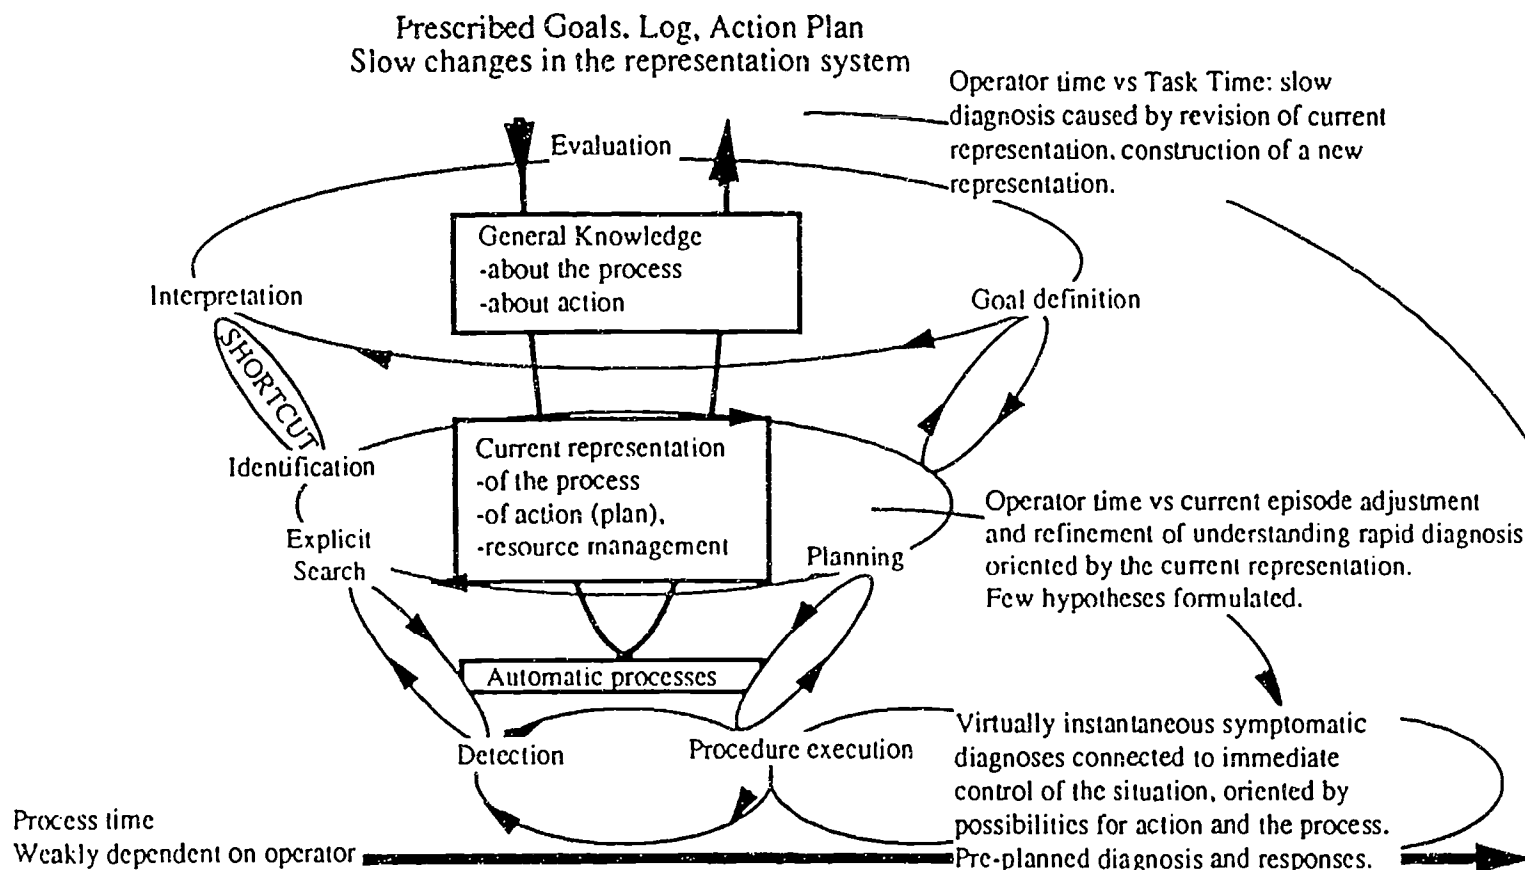 Prescribed Goals, Log, Action Plan
Slow changes in the representation system
Operator time vs Task Time: slow
diagnosis caused by revision of current
representation, construction of a new
representation.
Evaluation
General Knowledge
-about the process
-about action
Interpretation
Goal definition
SHORTCUT
Identification
Current representation
-of the process
-of action (plan),
-resource management
Explicit
Search
Planning
Operator time vs current episode adjustment
and refinement of understanding rapid diagnosis
oriented by the current representation.
Few hypotheses formulated.
Automatic processes
Detection
Procedure execution
Virtually instantaneous symptomatic
diagnoses connected to immediate
control of the situation, oriented by
possibilities for action and the process.
Pre-planned diagnosis and responses.
Process time
Weakly dependent on operator